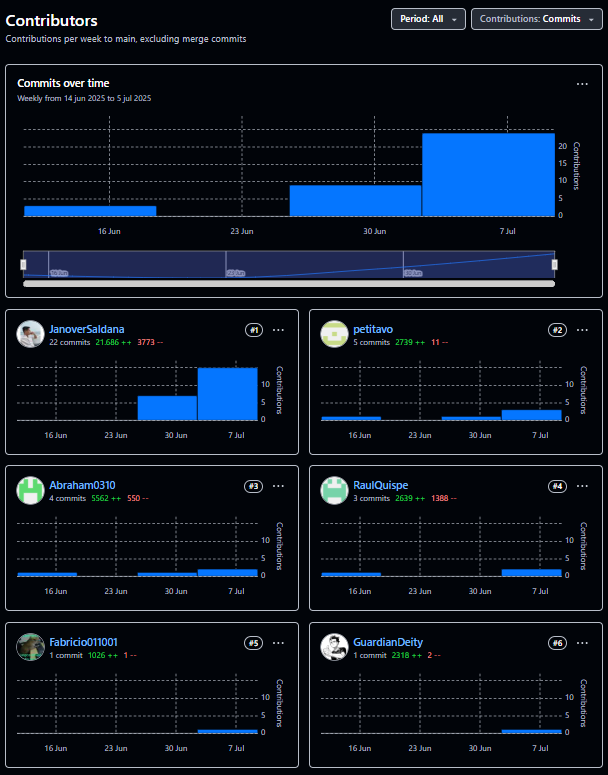 Contributors
Period: All
Contributions: Commits
Contributions per week to main, excluding merge commits
Commits over time
Weekly from 14 jun 2025 to 5 jul 2025
20
15
10
5
0
Contributions
16 Jun 23 Jun 30 Jun 7 Jul
JanoverSaldana #1
22 commits 21.686 ++ 3773 --
10
5
0
Contributions
16 Jun 23 Jun 30 Jun 7 Jul
petitavo #2
5 commits 2739 ++ 11 --
10
5
0
Contributions
16 Jun 23 Jun 30 Jun 7 Jul
Abraham0310 #3
4 commits 5562 ++ 550 --
10
5
0
Contributions
16 Jun 23 Jun 30 Jun 7 Jul
RaulQuispe #4
3 commits 2639 ++ 1388 --
10
5
0
Contributions
16 Jun 23 Jun 30 Jun 7 Jul
Fabricio011001 #5
1 commit 1026 ++ 1 --
10
5
0
Contributions
16 Jun 23 Jun 30 Jun 7 Jul
GuardianDeity #6
1 commit 2318 ++ 2 --
10
5
0
Contributions
16 Jun 23 Jun 30 Jun 7 Jul